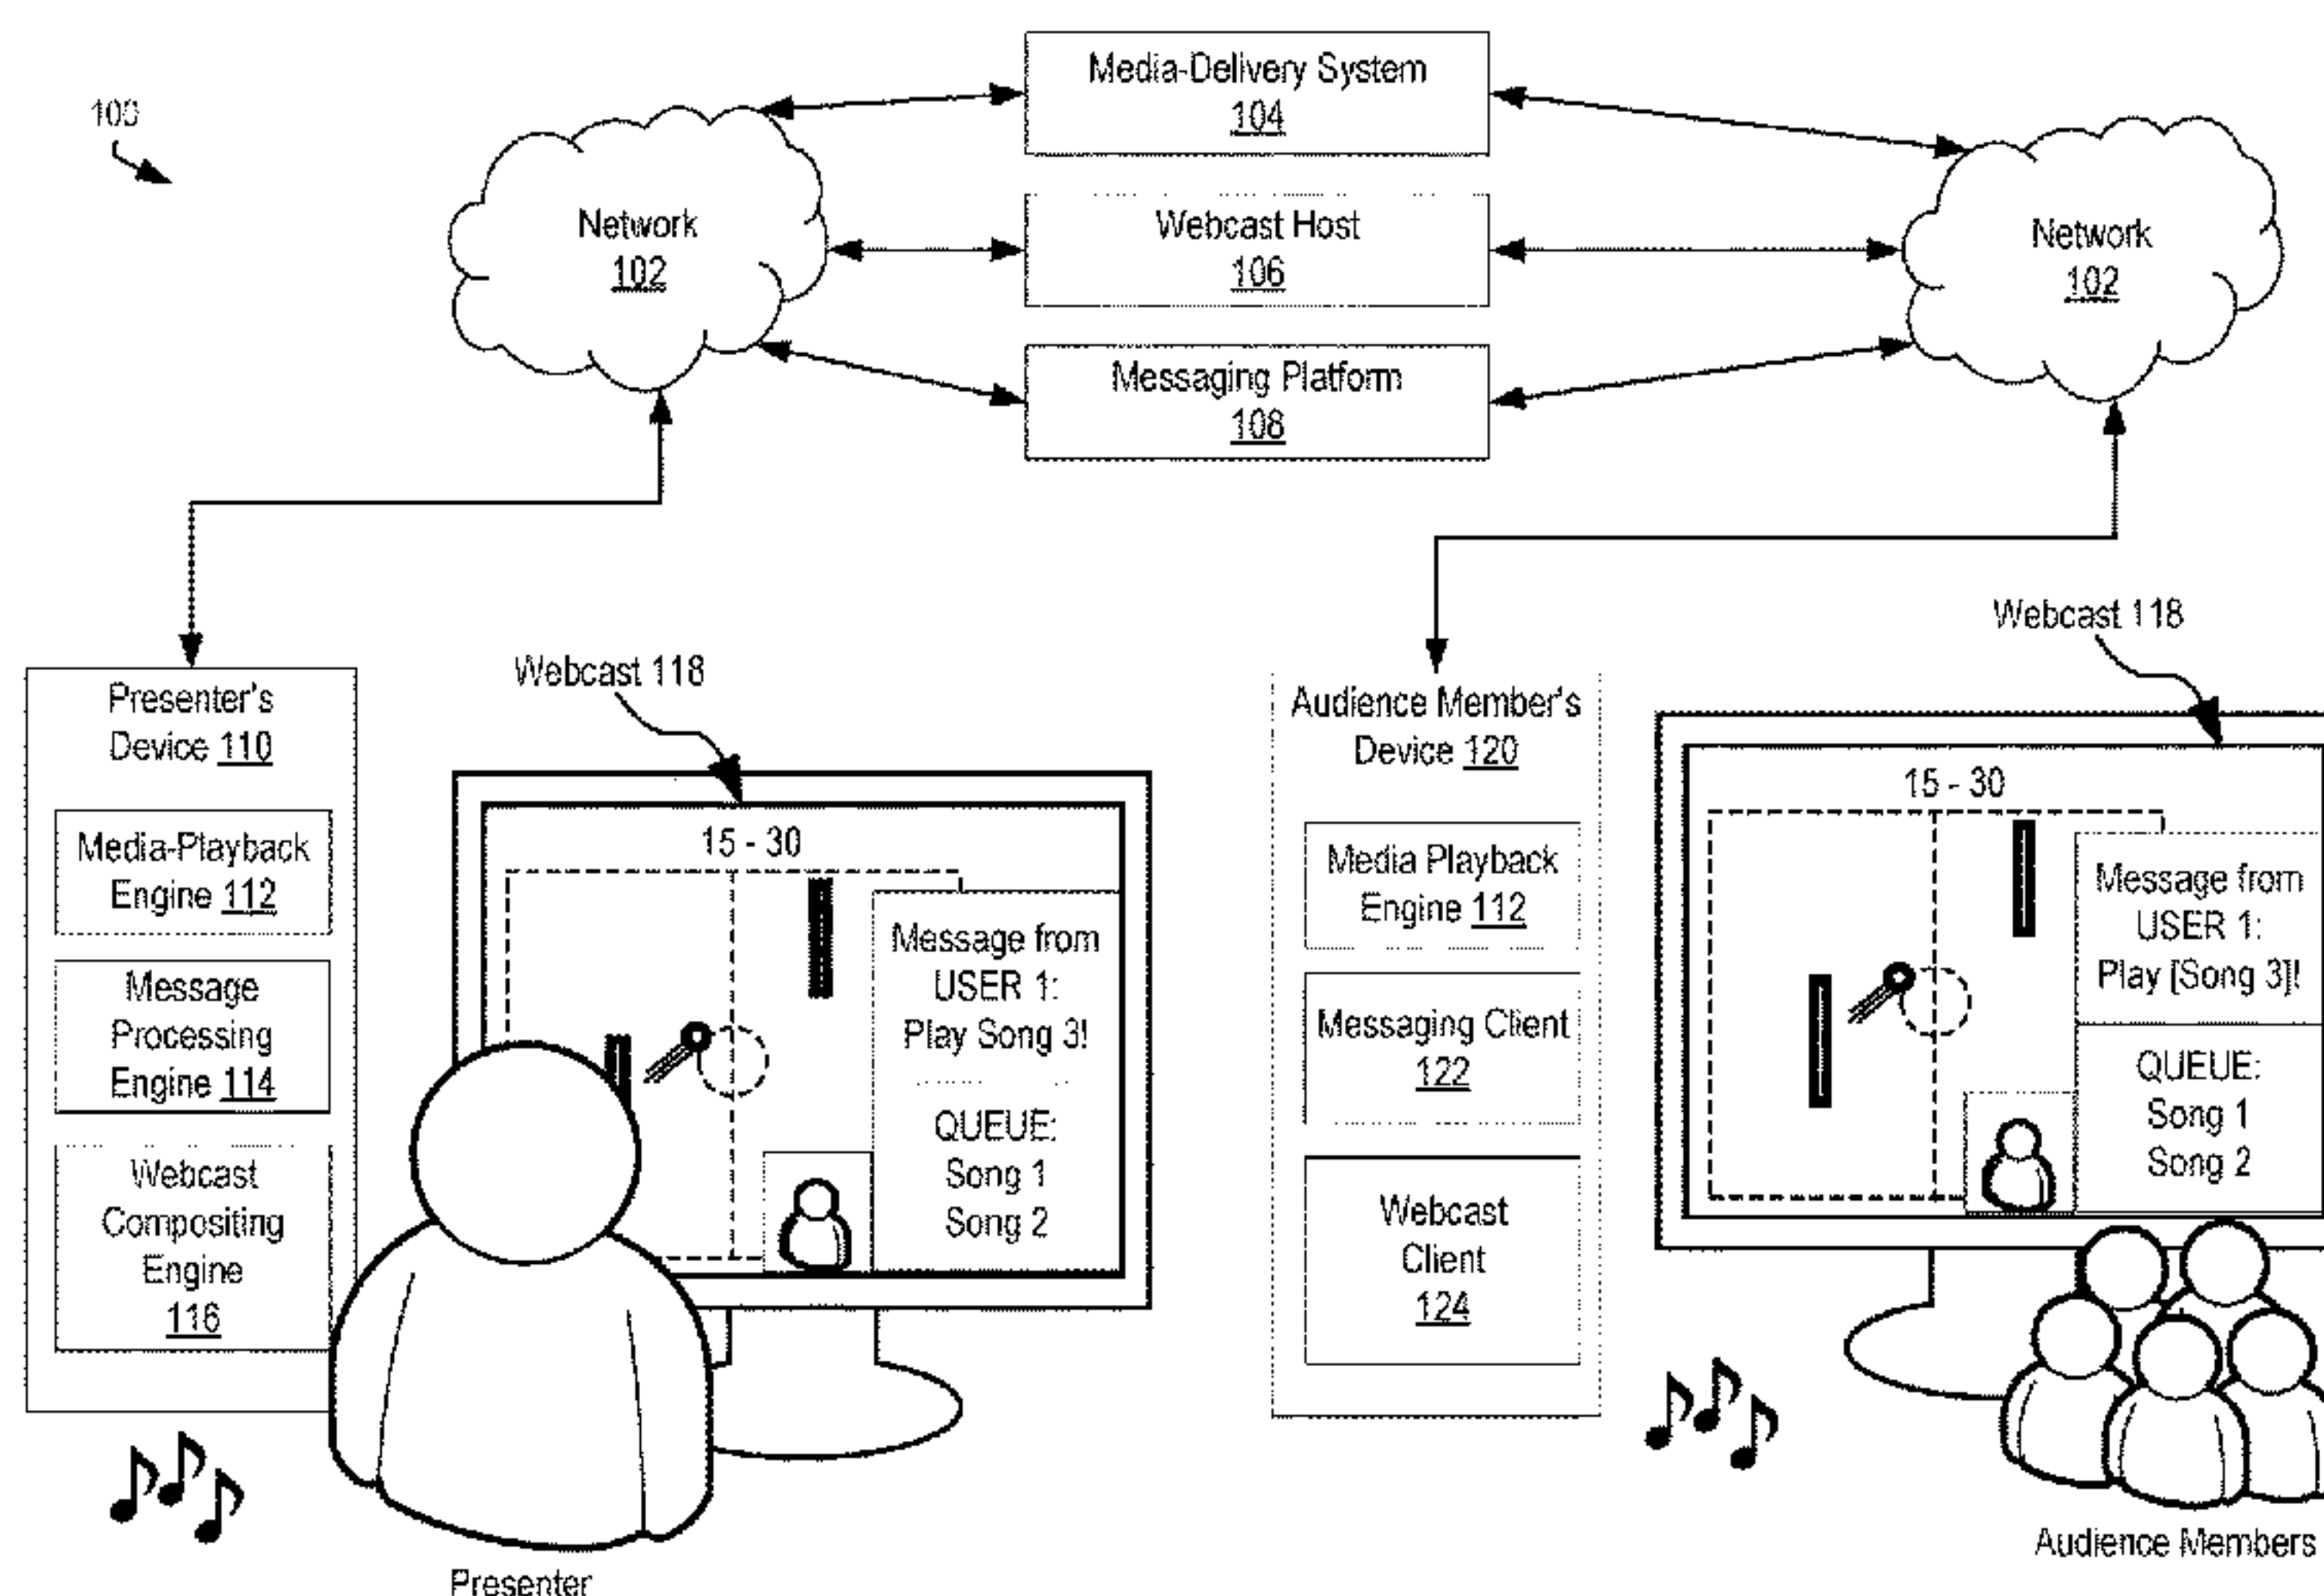 100
Media-Delivery System
104
Network
102
Webcast Host
106
Network
102
Messaging Platform
108
Webcast 118
Presenter's
Device 110
Media-Playback
Engine 112
Message
Processing
Engine 114
Webcast
Compositing
Engine
116
15 - 30
Message from
USER 1:
Play Song 3!
QUEUE:
Song 1
Song 2
Presenter
Webcast 118
Audience Member's
Device 120
Media Playback
Engine 112
Messaging Client
122
Webcast
Client
124
15 - 30
Message from
USER 1:
Play [Song 3]!
QUEUE:
Song 1
Song 2
Audience Members